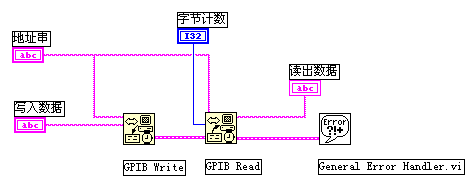 字节计数
I32
地址串
abc
读出数据
abc
写入数据
abc
Error
?!+
GPIB Write
GPIB Read
General Error Handler.vi